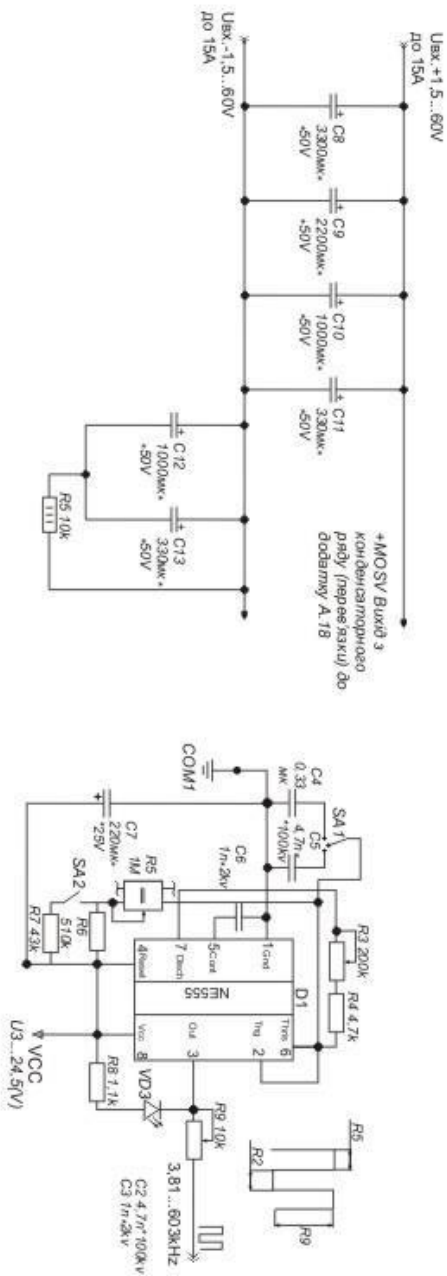 Uвх.+1,5...60V
до 15А
C8
3300мк*
*50V
C9
2200мк*
*50V
C10
1000мк*
*50V
C11
330мк*
*50V
+MOSV Вихід з
конденсаторного
ряду (перев'язки) до
додатку А.18
Uвх.-1,5...60V
до 15А
C12
1000мк*
*50V
C13
330мк*
*50V
R5 10k
SA1
C4
0,33
мк
C5
4,7n*
*100kv
COM1
C6
1n*2kv
C7
220мк*
*25V
R5
1M
SA2
R6
510k
R7 43k
R3 200k
R4 4,7k
D1
NE555
1 Gnd
5 Cont
7 Disch
4 Reset
Thres 6
Trig 2
Out 3
Vcc 8
R8 1,1k
VD3
R9 10k
VCC
U3...24,5(V)
3,81...603kHz
C2 4,7n*100kv
C3 1n*2kv
R5
R2
R9